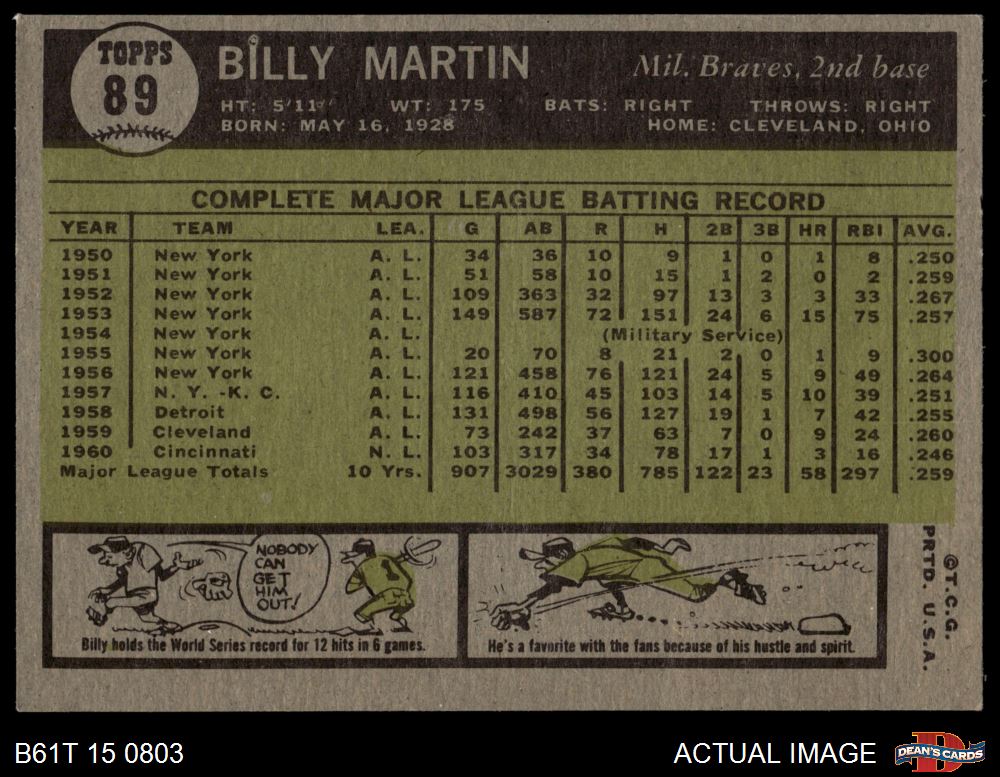 TOPPS
89
BILLY MARTIN Mil. Braves, 2nd base
HT: 5'11" WT: 175 BATS: RIGHT THROWS: RIGHT
BORN: MAY 16, 1928 HOME: CLEVELAND, OHIO
COMPLETE MAJOR LEAGUE BATTING RECORD
YEAR TEAM LEA. G AB R H 2B 3B HR RBI AVG.
1950 New York A. L. 34 36 10 9 1 0 1 8 .250
1951 New York A. L. 51 58 10 15 1 2 0 2 .259
1952 New York A. L. 109 363 32 97 13 3 3 33 .267
1953 New York A. L. 149 587 72 151 24 6 15 75 .257
1954 New York A. L. (Military Service)
1955 New York A. L. 20 70 8 21 2 0 1 9 .300
1956 New York A. L. 121 458 76 121 24 5 9 49 .264
1957 N. Y. -K. C. A. L. 116 410 45 103 14 5 10 39 .251
1958 Detroit A. L. 131 498 56 127 19 1 7 42 .255
1959 Cleveland A. L. 73 242 37 63 7 0 9 24 .260
1960 Cincinnati N. L. 103 317 34 78 17 1 3 16 .246
Major League Totals 10 Yrs. 907 3029 380 785 122 23 58 297 .259
NOBODY
CAN
GET
HIM
OUT!
1
Billy holds the World Series record for 12 hits in 6 games.
He's a favorite with the fans because of his hustle and spirit.
©T.C.G.
PRTD. U.S.A.
B61T 15 0803 ACTUAL IMAGE
D
DEAN'S CARDS